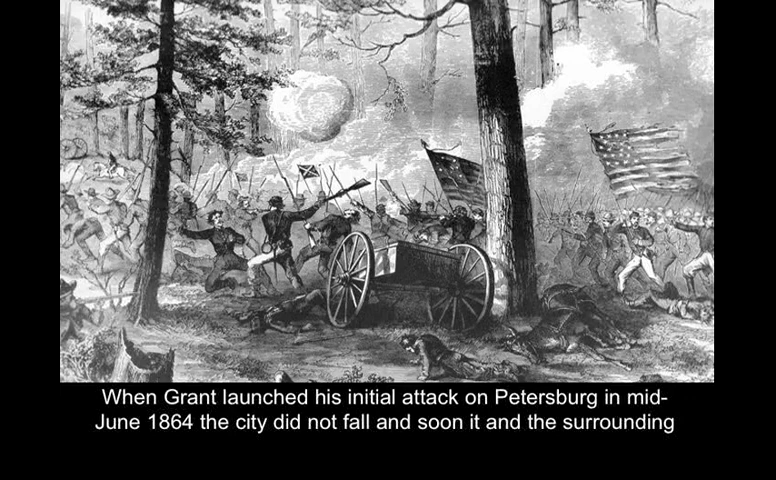 When Grant launched his initial attack on Petersburg in mid-
June 1864 the city did not fall and soon it and the surrounding